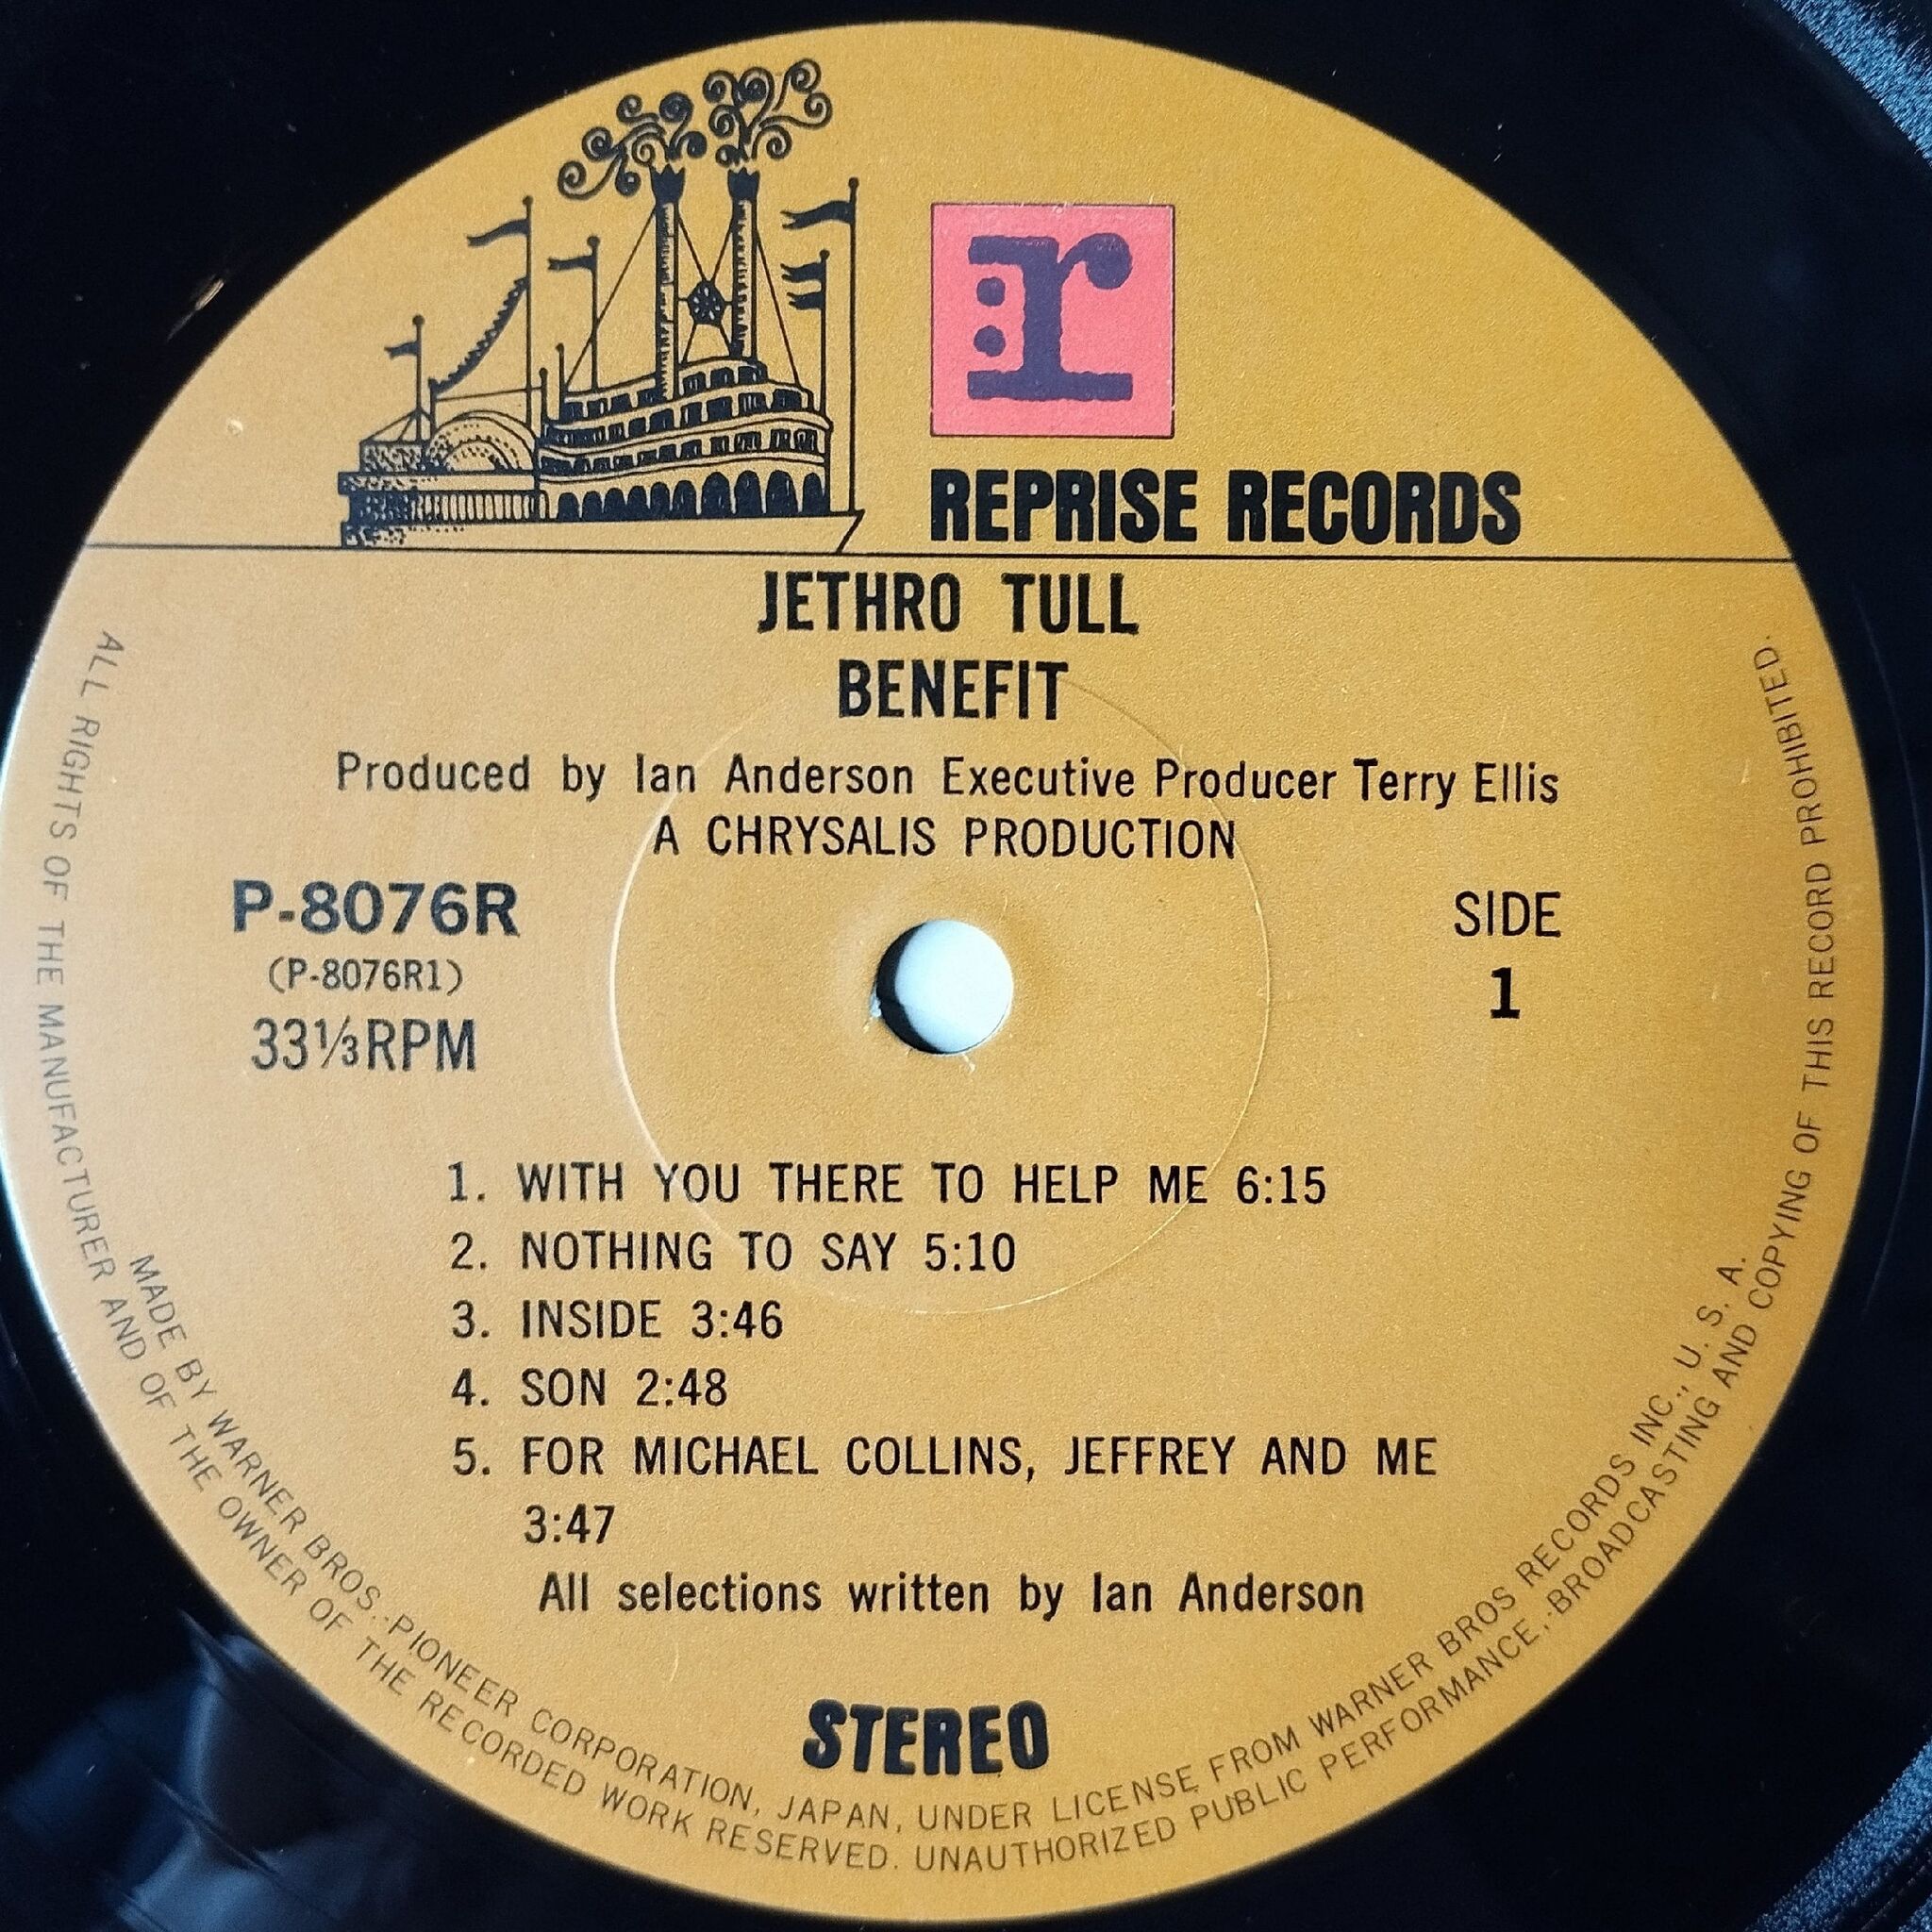 r
REPRISE RECORDS
JETHRO TULL
BENEFIT
Produced by Ian Anderson Executive Producer Terry Ellis
A CHRYSALIS PRODUCTION
P-8076R
(P-8076R1)
33⅓RPM
SIDE
1
1. WITH YOU THERE TO HELP ME 6:15
2. NOTHING TO SAY 5:10
3. INSIDE 3:46
4. SON 2:48
5. FOR MICHAEL COLLINS, JEFFREY AND ME
3:47
All selections written by Ian Anderson
STEREO
MADE BY WARNER BROS.-PIONEER CORPORATION, JAPAN, UNDER LICENSE FROM WARNER BROS RECORDS INC., U. S. A.
ALL RIGHTS OF THE MANUFACTURER AND OF THE OWNER OF THE RECORDED WORK RESERVED. UNAUTHORIZED PUBLIC PERFORMANCE, BROADCASTING AND COPYING OF THIS RECORD PROHIBITED.